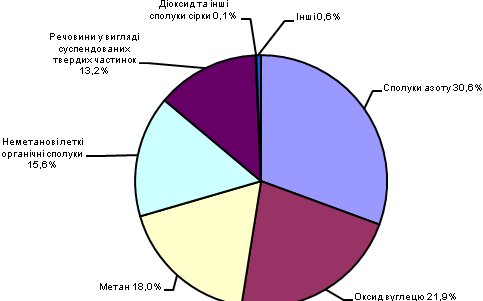 Діоксид та інші
сполуки сірки 0,1%
Інші 0,6%
Речовини у вигляді
суспендованих
твердих частинок
13,2%
Сполуки азоту 30,6%
Неметанові леткі
органічні сполуки
15,6%
Метан 18,0%
Оксид вуглецю 21,9%